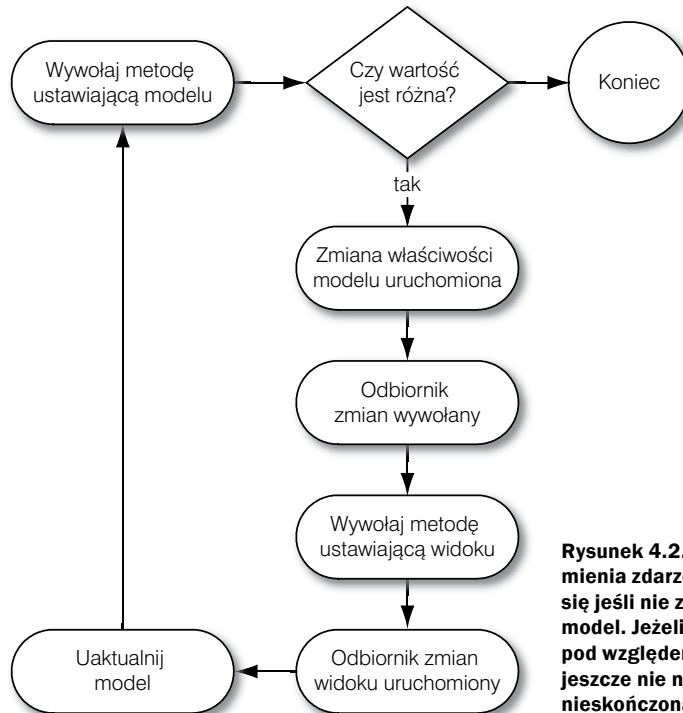 Wywołaj metodę
ustawiającą modelu
Czy wartość
jest różna?
Koniec
tak
Zmiana właściwości
modelu uruchomiona
Odbiornik
zmian wywołany
Wywołaj metodę
ustawiającą widoku
Odbiornik zmian
widoku uruchomiony
Uaktualnij
model
Rysunek 4.2.
mienia zdarze
się jeśli nie z
model. Jeżeli
pod względem
jeszcze nie n
nieskończoną